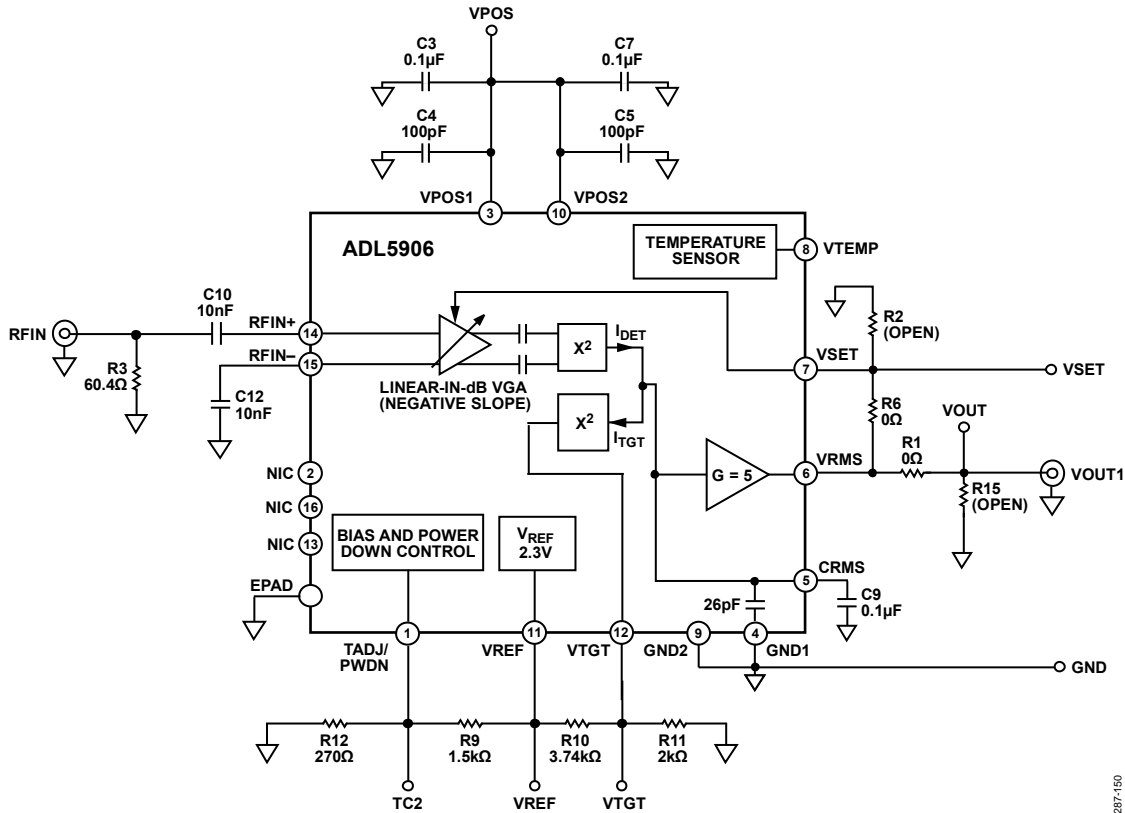 VPOS
C3
0.1µF
C7
0.1µF
C4
100pF
C5
100pF
VPOS1
VPOS2
3
10
ADL5906
TEMPERATURE
SENSOR
8
VTEMP
C10
10nF
RFIN
RFIN+
14
RFIN–
15
R3
60.4Ω
C12
10nF
LINEAR-IN-dB VGA
(NEGATIVE SLOPE)
X2
IDET
X2
ITGT
R2
(OPEN)
VSET
7
VSET
R6
0Ω
VOUT
R1
0Ω
G = 5
6
VRMS
VOUT1
R15
(OPEN)
NIC
2
NIC
16
NIC
13
BIAS AND POWER
DOWN CONTROL
VREF
2.3V
EPAD
CRMS
5
26pF
C9
0.1µF
1
11
12
9
4
TADJ/
PWDN
VREF
VTGT
GND2
GND1
GND
R12
270Ω
R9
1.5kΩ
R10
3.74kΩ
R11
2kΩ
TC2
VREF
VTGT
287-150